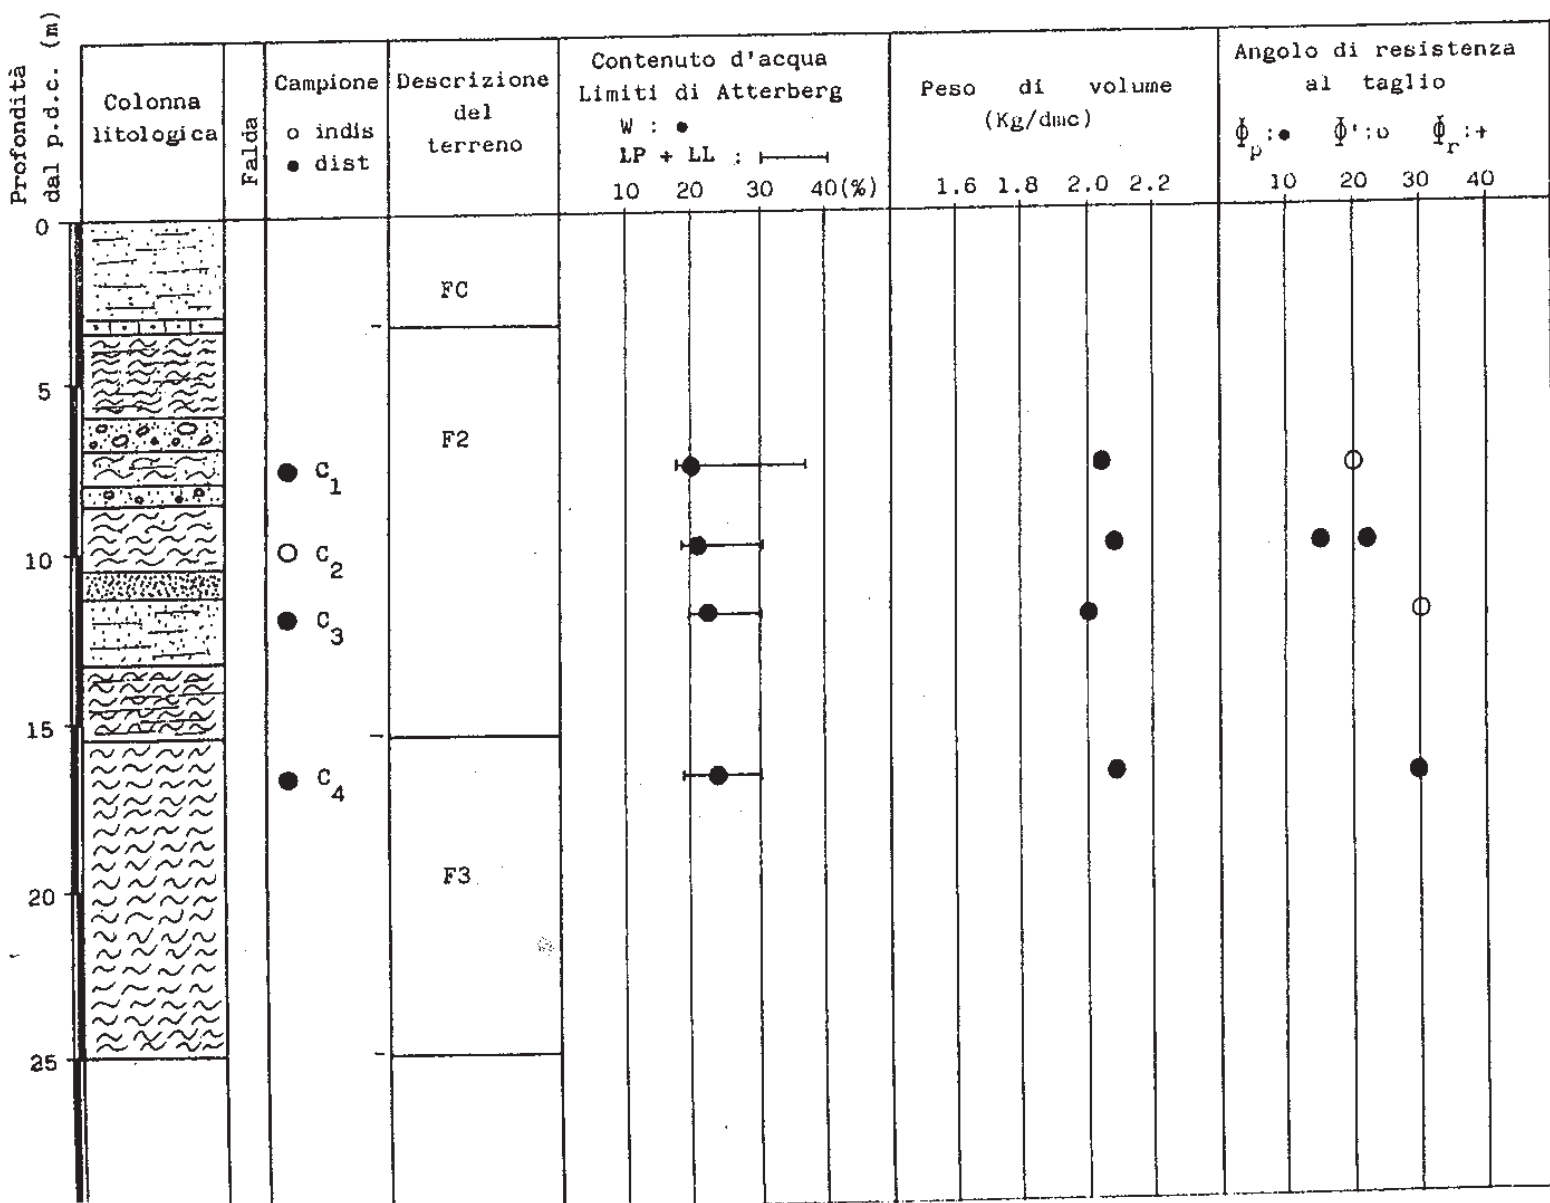 Profondità
dal p.d.c. (m)
Colonna
litologica
Falda
Campione
o indis
● dist
Descrizione
del
terreno
Contenuto d'acqua
Limiti di Atterberg
W : ●
LP + LL :
10 20 30 40(%)
Peso di volume
(Kg/dmc)
1.6 1.8 2.0 2.2
Angolo di resistenza
al taglio
Φp :● Φ':o Φr :+
10 20 30 40
0
FC
5
F2
C1
10
C2
C3
15
C4
20
F3
25